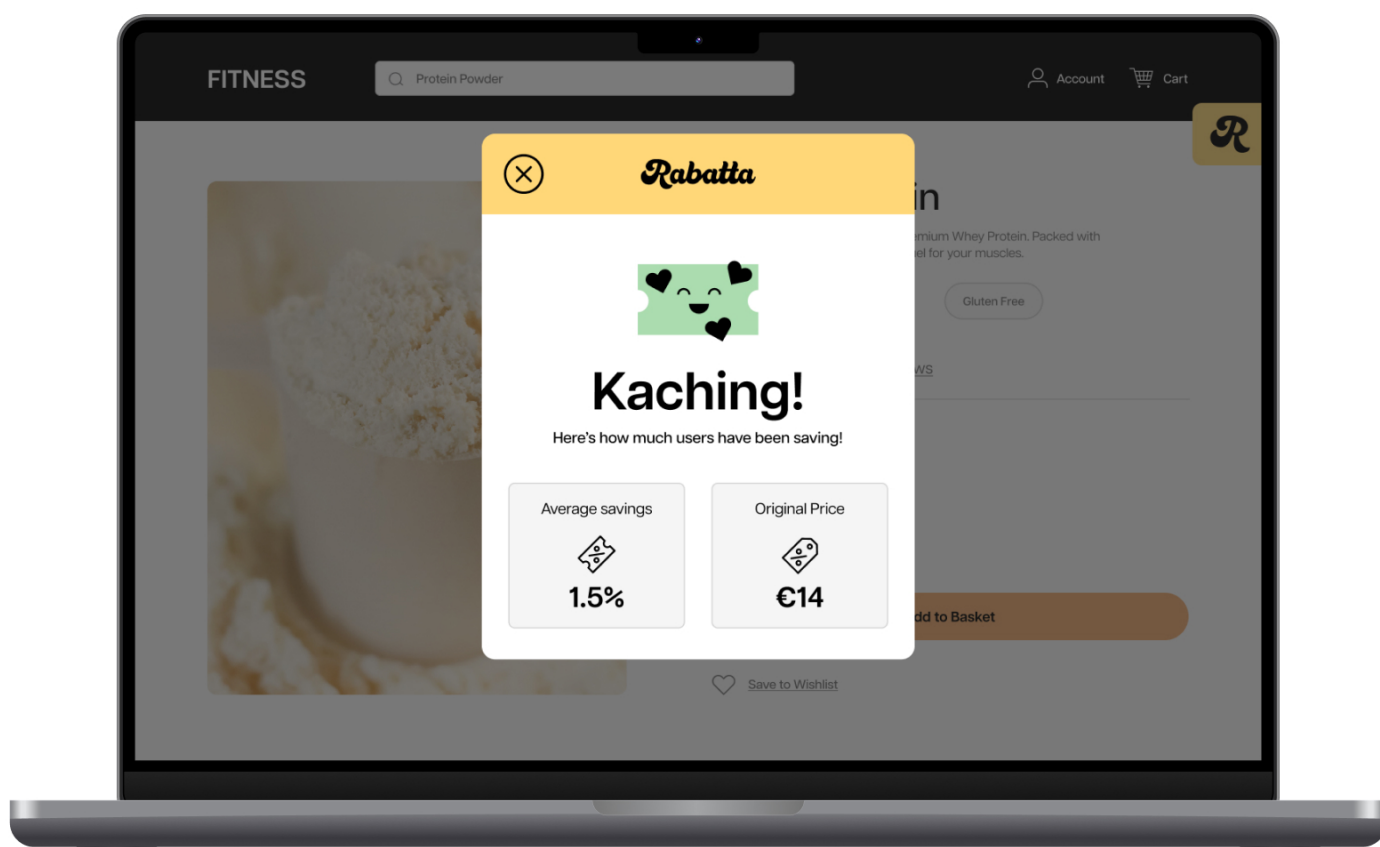 FITNESS
Protein Powder
Account
Cart
R
Rabatta
in
emium Whey Protein. Packed with
el for your muscles.
Gluten Free
ws
Kaching!
Here's how much users have been saving!
Average savings
Original Price
1.5%
€14
dd to Basket
Save to Wishlist